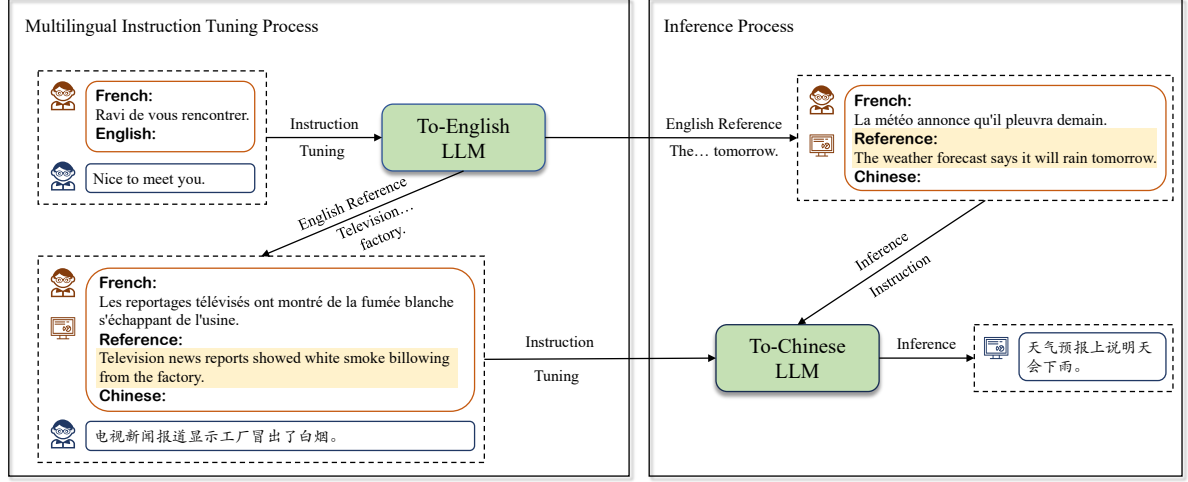 Multilingual Instruction Tuning Process
French:
Ravi de vous rencontrer.
English:
Nice to meet you.
Instruction
Tuning
To-English
LLM
English Reference
Television…
factory.
French:
Les reportages télévisés ont montré de la fumée blanche
s'échappant de l'usine.
Reference:
Television news reports showed white smoke billowing
from the factory.
Chinese:
电视新闻报道显示工厂冒出了白烟。
Instruction
Tuning
Inference Process
English Reference
The… tomorrow.
French:
La météo annonce qu'il pleuvra demain.
Reference:
The weather forecast says it will rain tomorrow.
Chinese:
Inference
Instruction
To-Chinese
LLM
Inference
天气预报上说明天
会下雨。